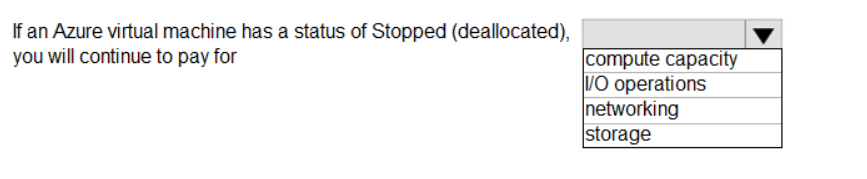 If an Azure virtual machine has a status of Stopped (deallocated),
you will continue to pay for
compute capacity
I/O operations
networking
storage